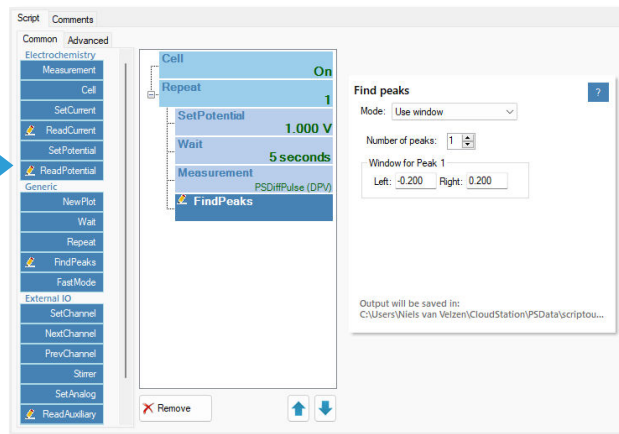 Script Comments
Common Advanced
Electrochemistry
Measurement
Cell
SetCurrent
ReadCurrent
SetPotential
ReadPotential
Generic
NewPlot
Wait
Repeat
FindPeaks
FastMode
External IO
SetChannel
NextChannel
PrevChannel
Stirrer
SetAnalog
ReadAuxiliary
Cell
On
Repeat
1
SetPotential
1.000 V
Wait
5 seconds
Measurement
PSDiffPulse (DPV)
FindPeaks
Remove
Find peaks ?
Mode: Use window
Number of peaks: 1
Window for Peak 1
Left: -0.200 Right: 0.200
Output will be saved in:
C:\Users\Niels van Velzen\CloudStation\PSData\scriptou...